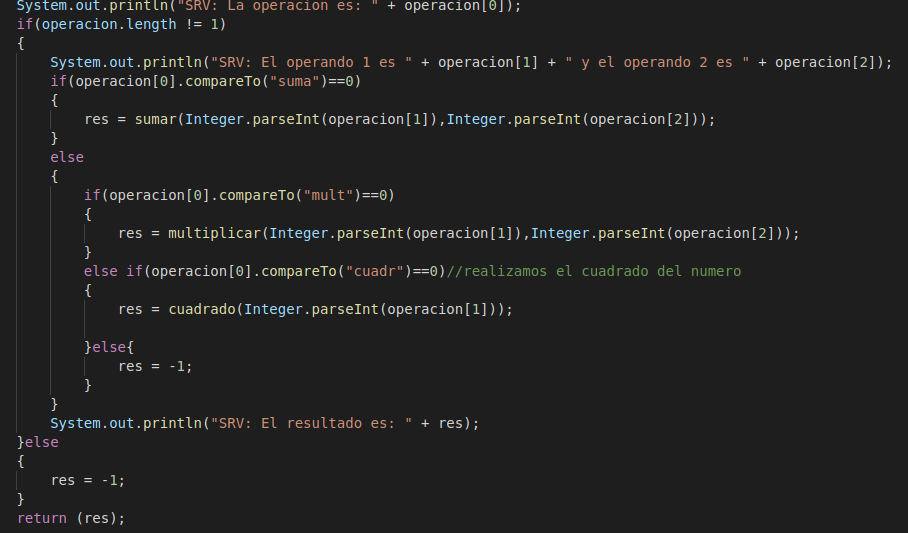 System.out.println("SRV: La operacion es: " + operacion[0]);
if(operacion.length != 1)
{
    System.out.println("SRV: El operando 1 es " + operacion[1] + " y el operando 2 es " + operacion[2]);
    if(operacion[0].compareTo("suma")==0)
    {
        res = sumar(Integer.parseInt(operacion[1]),Integer.parseInt(operacion[2]));
    }
    else
    {
        if(operacion[0].compareTo("mult")==0)
        {
            res = multiplicar(Integer.parseInt(operacion[1]),Integer.parseInt(operacion[2]));
        }
        else if(operacion[0].compareTo("cuadr")==0)//realizamos el cuadrado del numero
        {
            res = cuadrado(Integer.parseInt(operacion[1]));

        }else{
            res = -1;
        }
    }
    System.out.println("SRV: El resultado es: " + res);
}else
{
    res = -1;
}
return (res);